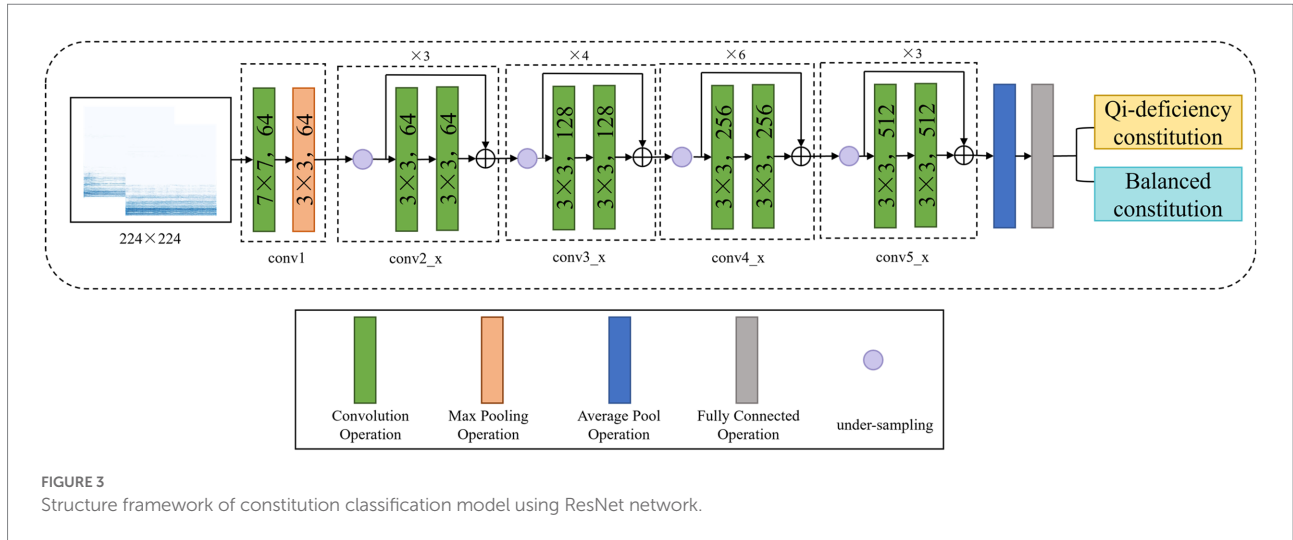 ×3
×4
×6
×3
7×7, 64
3×3, 64
3×3, 64
3×3, 64
3×3, 128
3×3, 128
3×3, 256
3×3, 256
3×3, 512
3×3, 512
Qi-deficiency
constitution
Balanced
constitution
224×224
conv1
conv2_x
conv3_x
conv4_x
conv5_x
Convolution
Operation
Max Pooling
Operation
Average Pool
Operation
Fully Connected
Operation
under-sampling
FIGURE 3
Structure framework of constitution classification model using ResNet network.